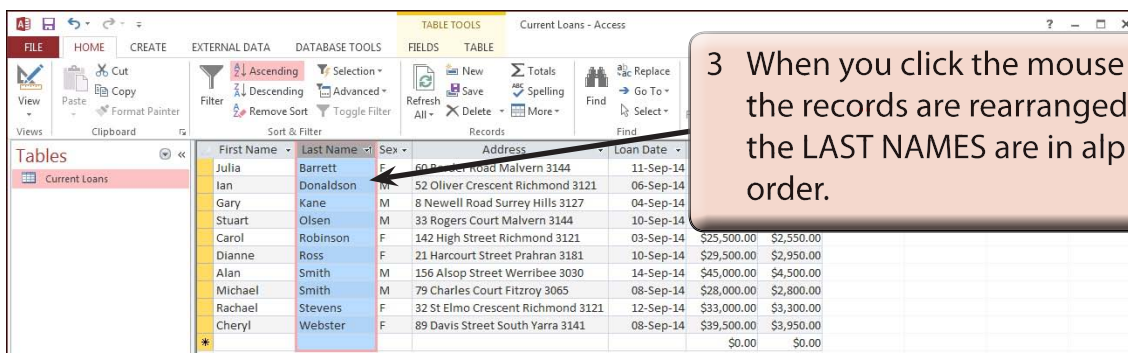 TABLE TOOLS Current Loans - Access ?
FILE HOME CREATE EXTERNAL DATA DATABASE TOOLS FIELDS TABLE
View
Paste
Cut
Copy
Format Painter
Filter
Ascending
Descending
Remove Sort
Selection
Advanced
Toggle Filter
Refresh
All
New
Save
Delete
Totals
Spelling
More
Find
Replace
Go To
Select
Views Clipboard Sort & Filter Records Find
3 When you click the mouse
the records are rearranged
the LAST NAMES are in alp
order.
Tables
Current Loans
First Name Last Name Sex Address Loan Date
Julia Barrett F Road Malvern 3144 11-Sep-14
Ian Donaldson M 52 Oliver Crescent Richmond 3121 06-Sep-14
Gary Kane M 8 Newell Road Surrey Hills 3127 04-Sep-14
Stuart Olsen M 33 Rogers Court Malvern 3144 10-Sep-14
Carol Robinson F 142 High Street Richmond 3121 03-Sep-14 $25,500.00 $2,550.00
Dianne Ross F 21 Harcourt Street Prahran 3181 10-Sep-14 $29,500.00 $2,950.00
Alan Smith M 156 Alsop Street Werribee 3030 14-Sep-14 $45,000.00 $4,500.00
Michael Smith M 79 Charles Court Fitzroy 3065 08-Sep-14 $28,000.00 $2,800.00
Rachael Stevens F 32 St Elmo Crescent Richmond 3121 12-Sep-14 $33,000.00 $3,300.00
Cheryl Webster F 89 Davis Street South Yarra 3141 08-Sep-14 $39,500.00 $3,950.00
$0.00 $0.00